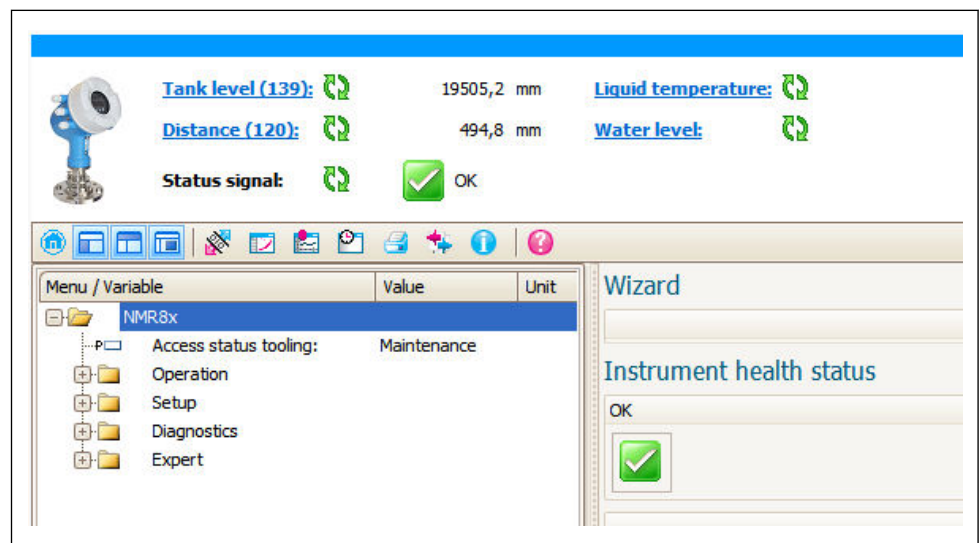 Tank level (139): 19505,2 mm Liquid temperature:
Distance (120): 494,8 mm Water level:
Status signal: OK
Menu / Variable Value Unit
NMR8x
P Access status tooling: Maintenance
Operation
Setup
Diagnostics
Expert
Wizard
Instrument health status
OK